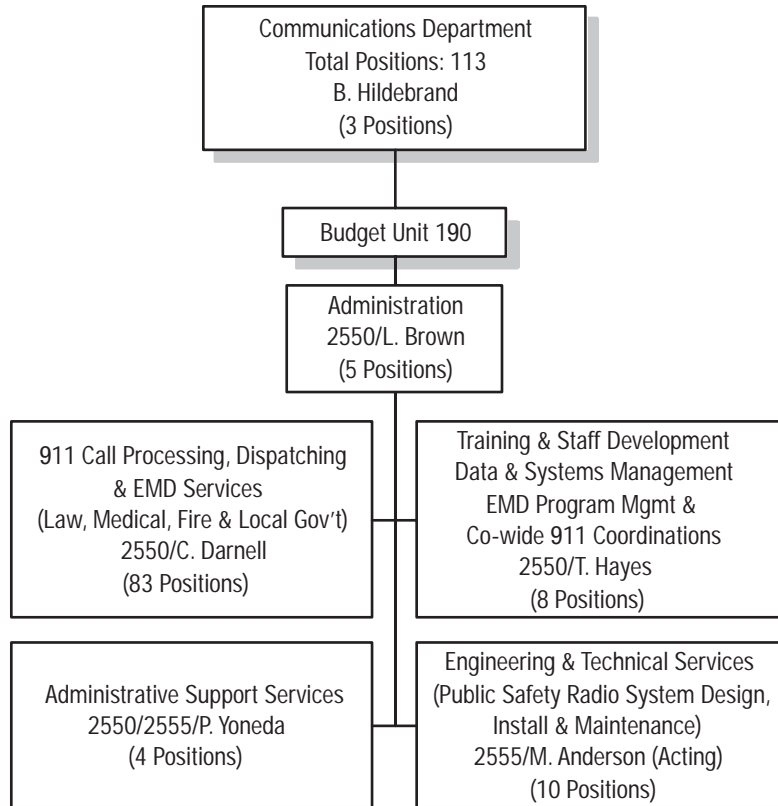 Communications Department
Total Positions: 113
B. Hildebrand
(3 Positions)
Budget Unit 190
Administration
2550/L. Brown
(5 Positions)
911 Call Processing, Dispatching
& EMD Services
(Law, Medical, Fire & Local Gov't)
2550/C. Darnell
(83 Positions)
Training & Staff Development
Data & Systems Management
EMD Program Mgmt &
Co-wide 911 Coordinations
2550/T. Hayes
(8 Positions)
Administrative Support Services
2550/2555/P. Yoneda
(4 Positions)
Engineering & Technical Services
(Public Safety Radio System Design,
Install & Maintenance)
2555/M. Anderson (Acting)
(10 Positions)